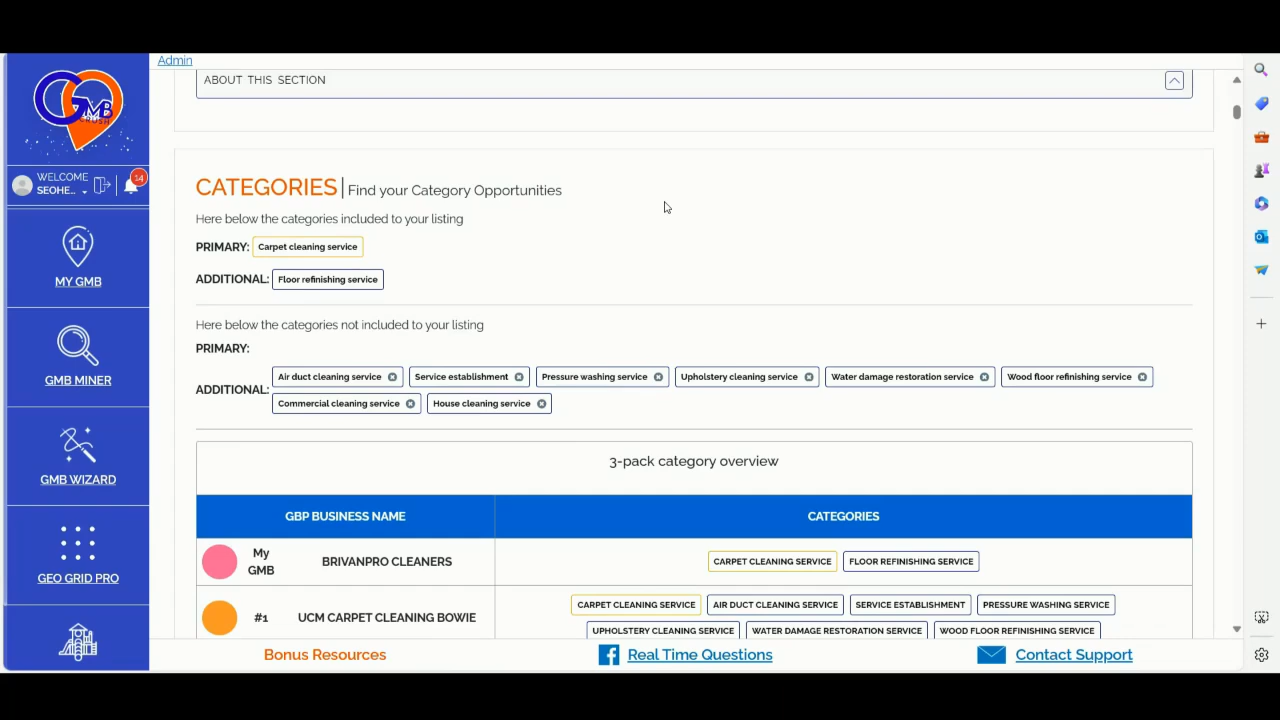 Admin
ABOUT THIS SECTION
GMB
CRUSH
WELCOME
SEOHE...
14
MY GMB
GMB MINER
GMB WIZARD
GEO GRID PRO
CATEGORIES | Find your Category Opportunities
Here below the categories included to your listing
PRIMARY: Carpet cleaning service
ADDITIONAL: Floor refinishing service
Here below the categories not included to your listing
PRIMARY:
ADDITIONAL: Air duct cleaning service Service establishment Pressure washing service Upholstery cleaning service Water damage restoration service Wood floor refinishing service
Commercial cleaning service House cleaning service
3-pack category overview
GBP BUSINESS NAME CATEGORIES
My GMB BRIVANPRO CLEANERS CARPET CLEANING SERVICE FLOOR REFINISHING SERVICE
#1 UCM CARPET CLEANING BOWIE CARPET CLEANING SERVICE AIR DUCT CLEANING SERVICE SERVICE ESTABLISHMENT PRESSURE WASHING SERVICE
UPHOLSTERY CLEANING SERVICE WATER DAMAGE RESTORATION SERVICE WOOD FLOOR REFINISHING SERVICE
Bonus Resources Real Time Questions Contact Support